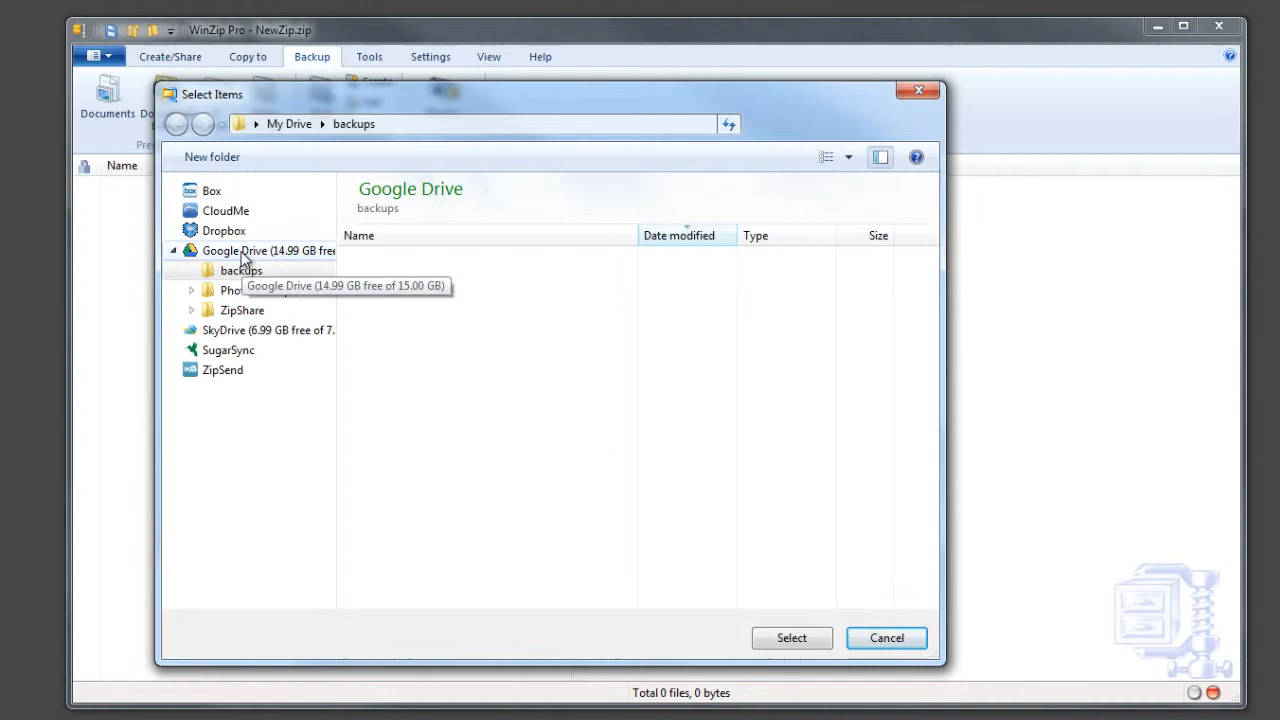 WinZip Pro - NewZip.zip
Create/Share Copy to Backup Tools Settings View Help
Documents
Name
Select Items
My Drive backups
New folder
Box
CloudMe
Dropbox
Google Drive (14.99 GB free
backups
ZipShare
SkyDrive (6.99 GB free of 7.
SugarSync
ZipSend
Google Drive (14.99 GB free of 15.00 GB)
Google Drive
backups
Name Date modified Type Size
Select Cancel
Total 0 files, 0 bytes